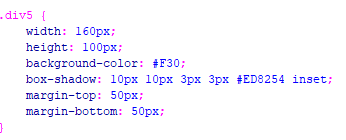 .div5 {
width: 160px;
height: 100px;
background-color: #F30;
box-shadow: 10px 10px 3px 3px #ED8254 inset;
margin-top: 50px;
margin-bottom: 50px;
}